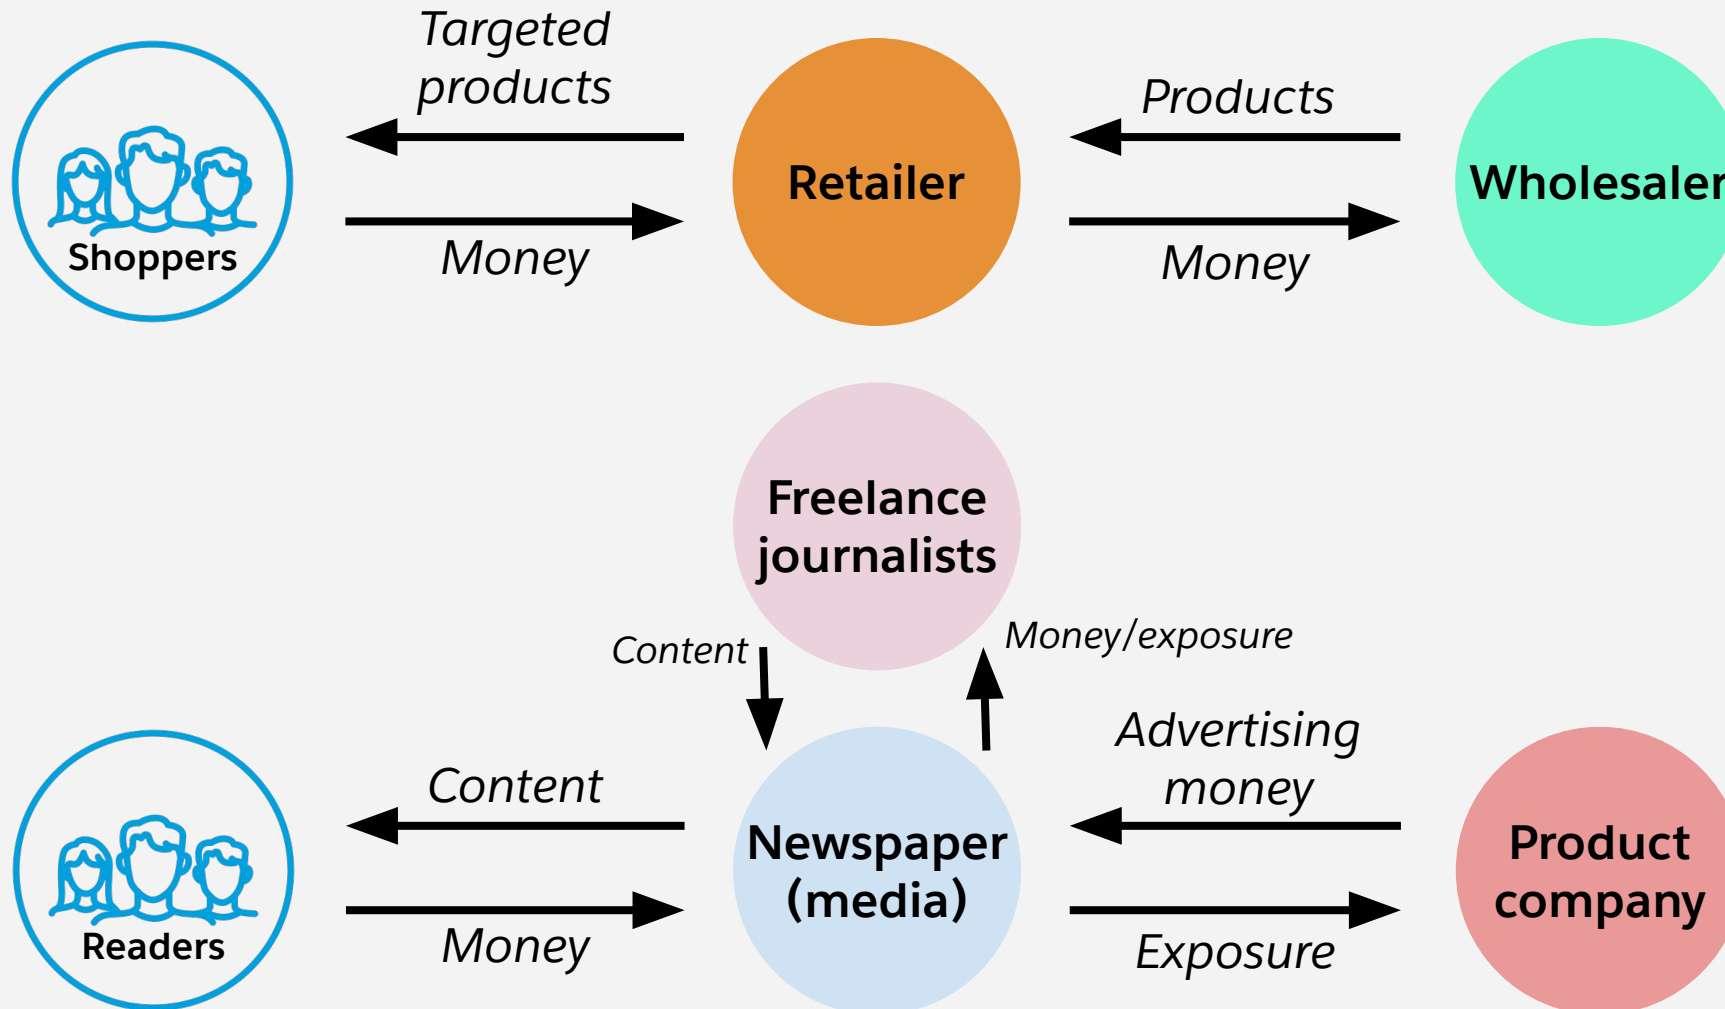 Targeted
products
Products
Shoppers
Retailer
Wholesaler
Money
Money
Freelance
journalists
Content
Money/exposure
Content
Advertising
money
Readers
Newspaper
(media)
Product
company
Money
Exposure